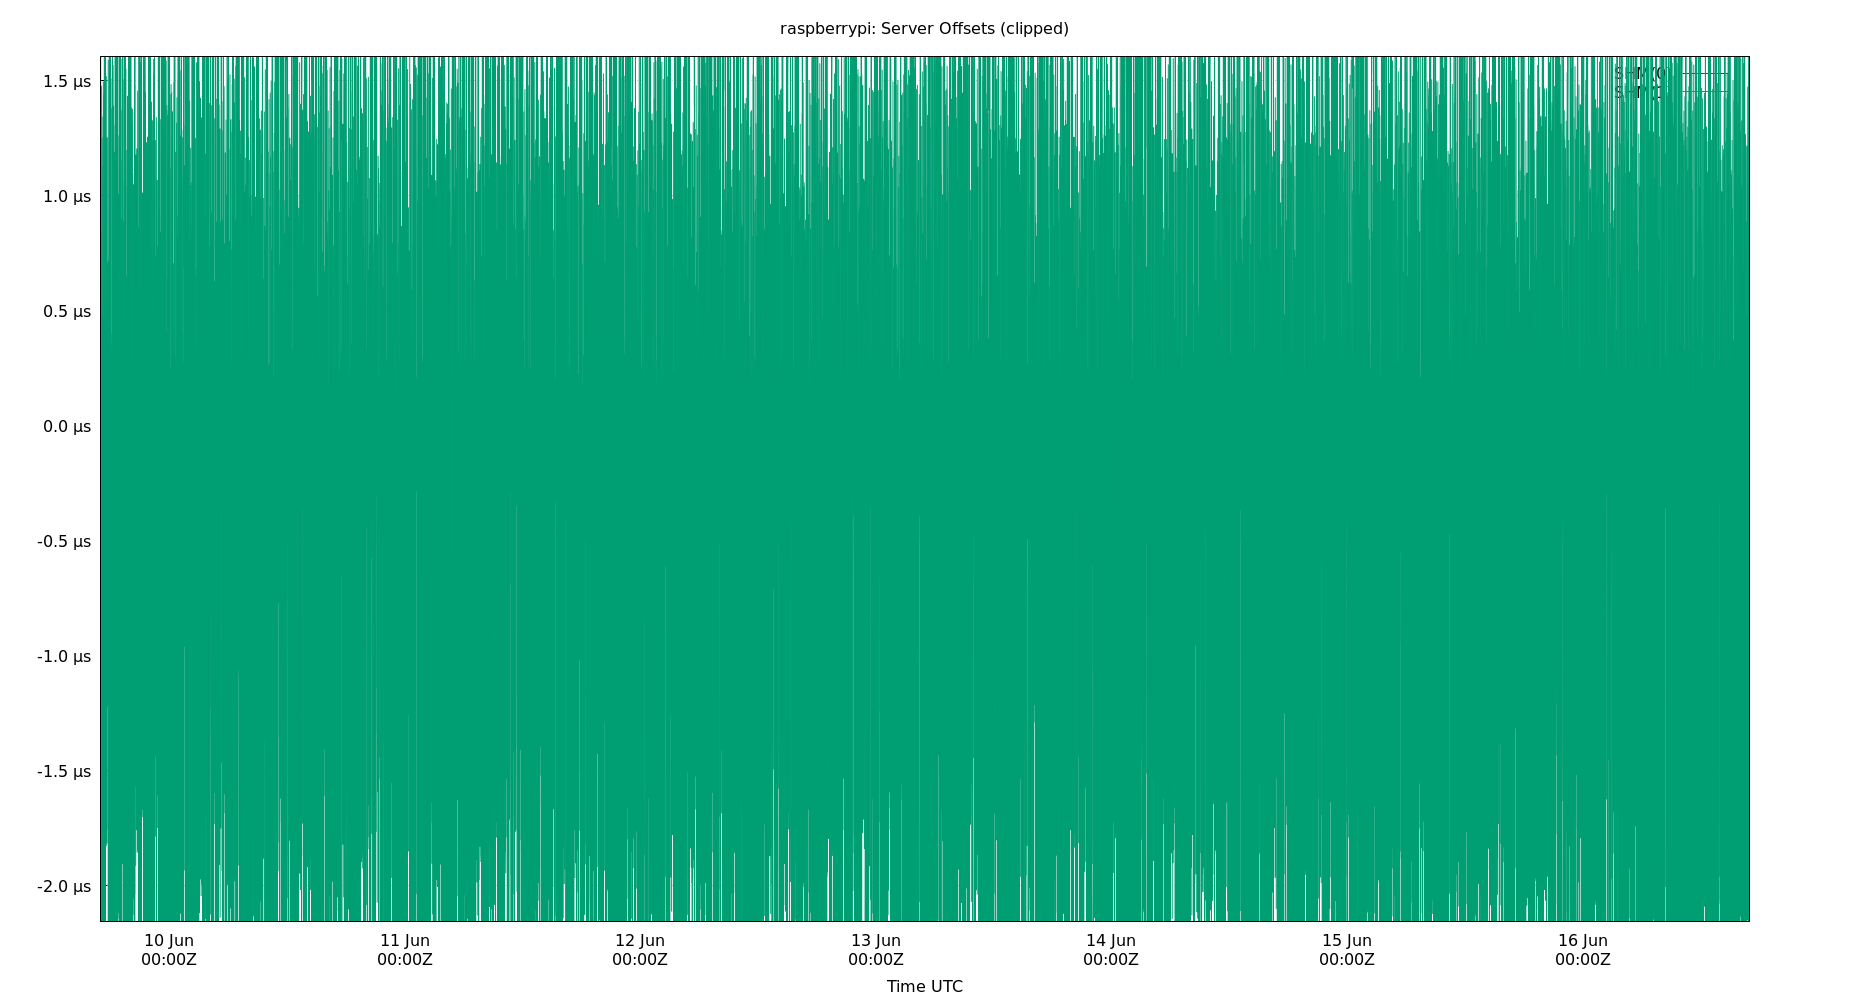 raspberrypi: Server Offsets (clipped)
1.5 µs
1.0 µs
0.5 µs
0.0 µs
-0.5 µs
-1.0 µs
-1.5 µs
-2.0 µs
10 Jun 11 Jun 12 Jun 13 Jun 14 Jun 15 Jun 16 Jun
00:00Z 00:00Z 00:00Z 00:00Z 00:00Z 00:00Z 00:00Z
Time UTC